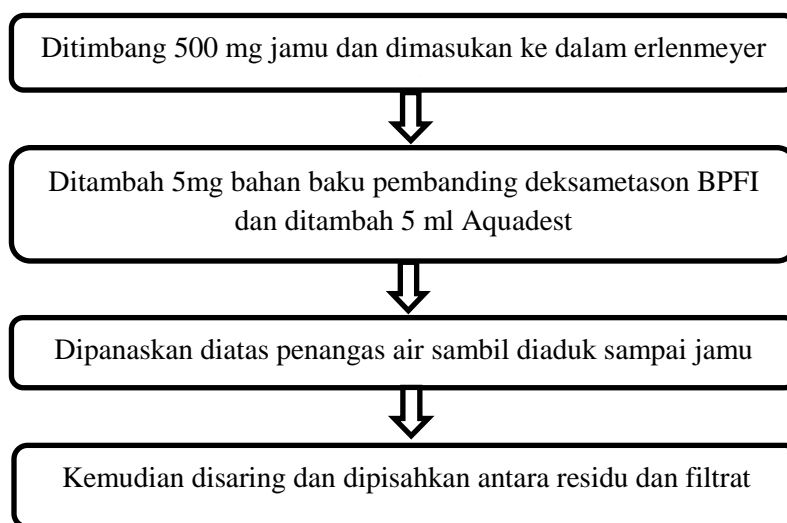 Ditimbang 500 mg jamu dan dimasukan ke dalam erlenmeyer
Ditambah 5mg bahan baku pembanding deksametason BPFI
dan ditambah 5 ml Aquadest
Dipanaskan diatas penangas air sambil diaduk sampai jamu
Kemudian disaring dan dipisahkan antara residu dan filtrat